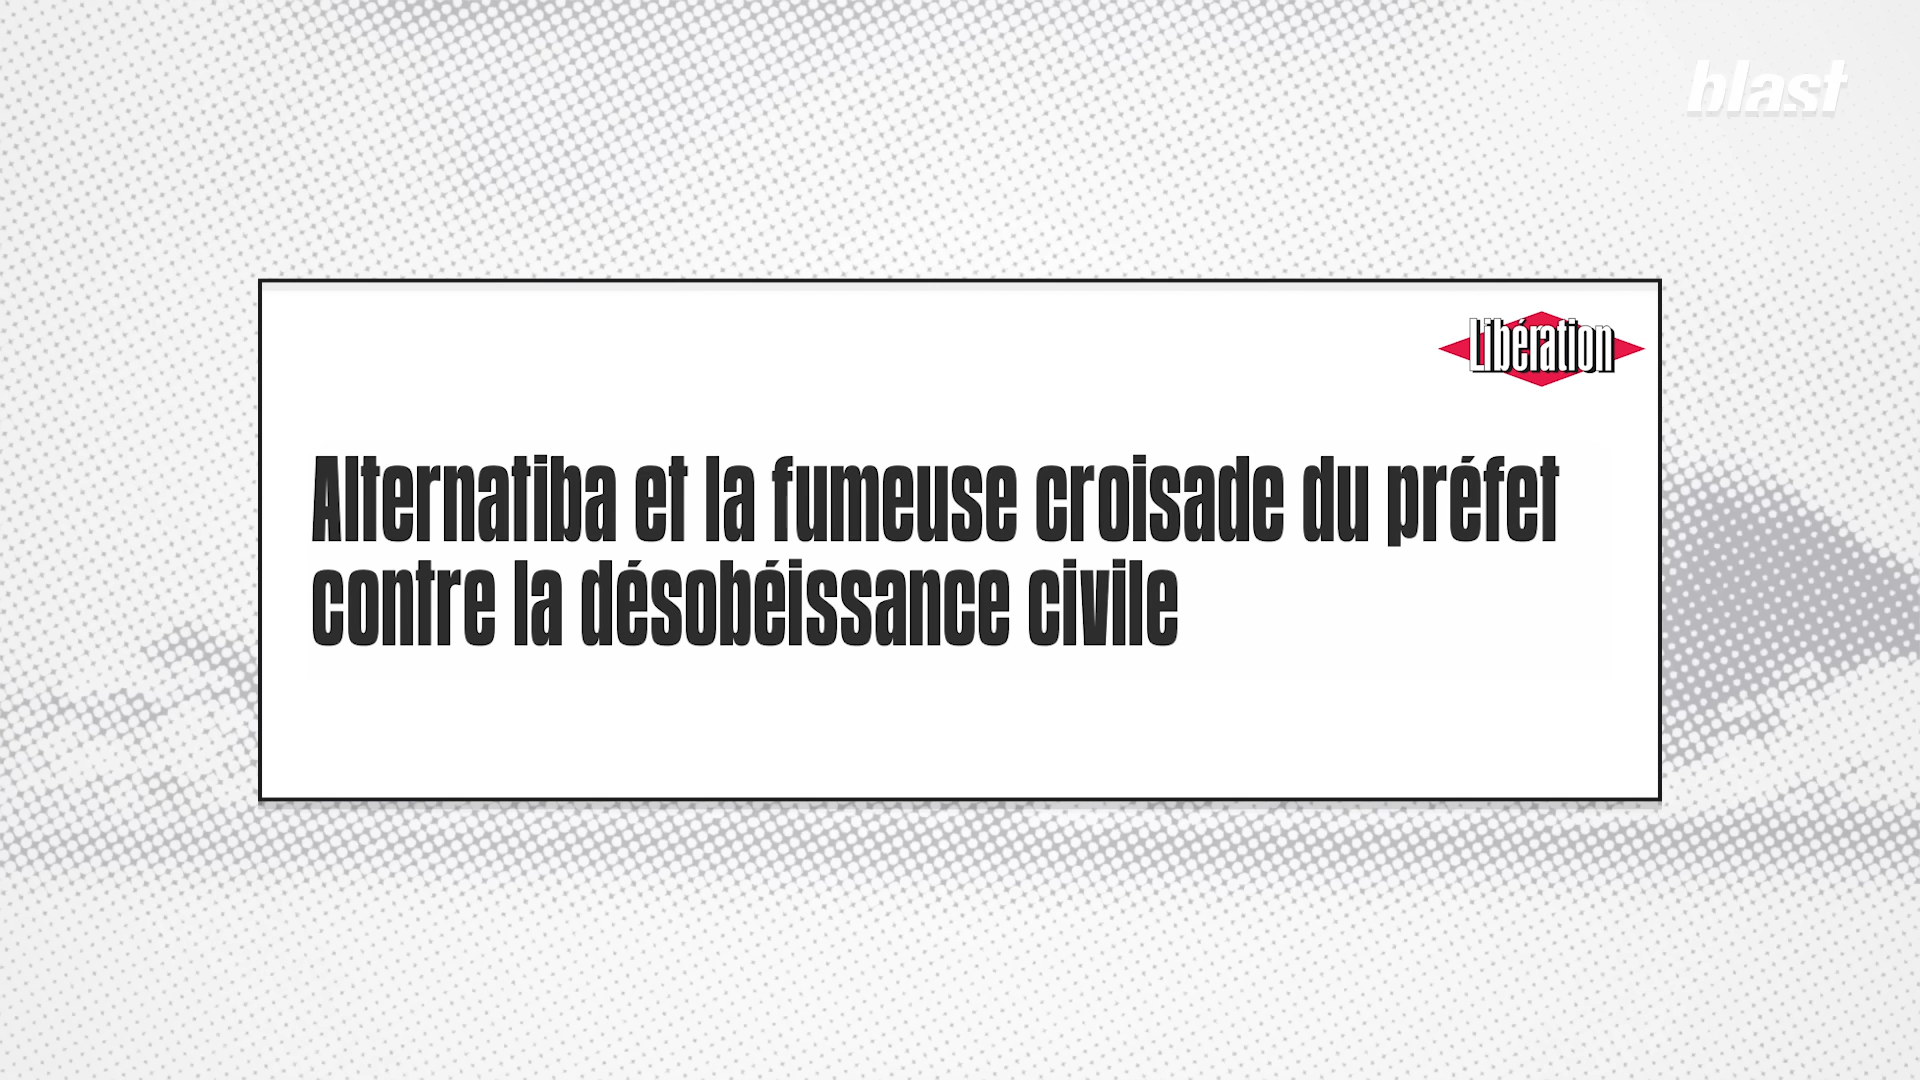 blast
Libération
Alternatiba et la fumeuse croisade du préfet
contre la désobéissance civile